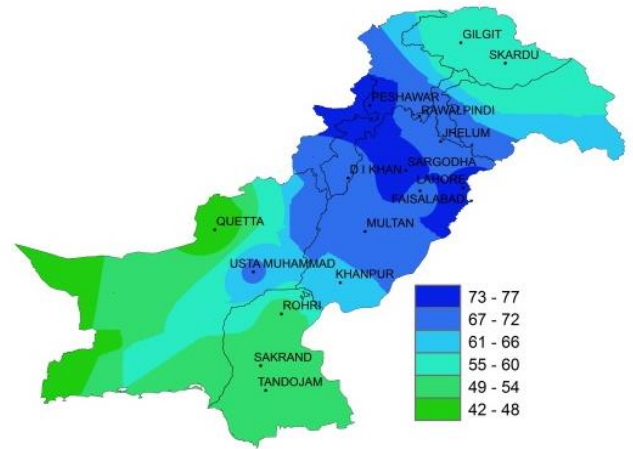 GILGIT
SKARDU
PESHAWAR
RAWALPINDI
JHELUM
SARGODHA
D I KHAN
LAHORE
FAISALABAD
MULTAN
QUETTA
USTA MUHAMMAD
KHANPUR
ROHRI
SAKRAND
TANDOJAM
73 - 77
67 - 72
61 - 66
55 - 60
49 - 54
42 - 48